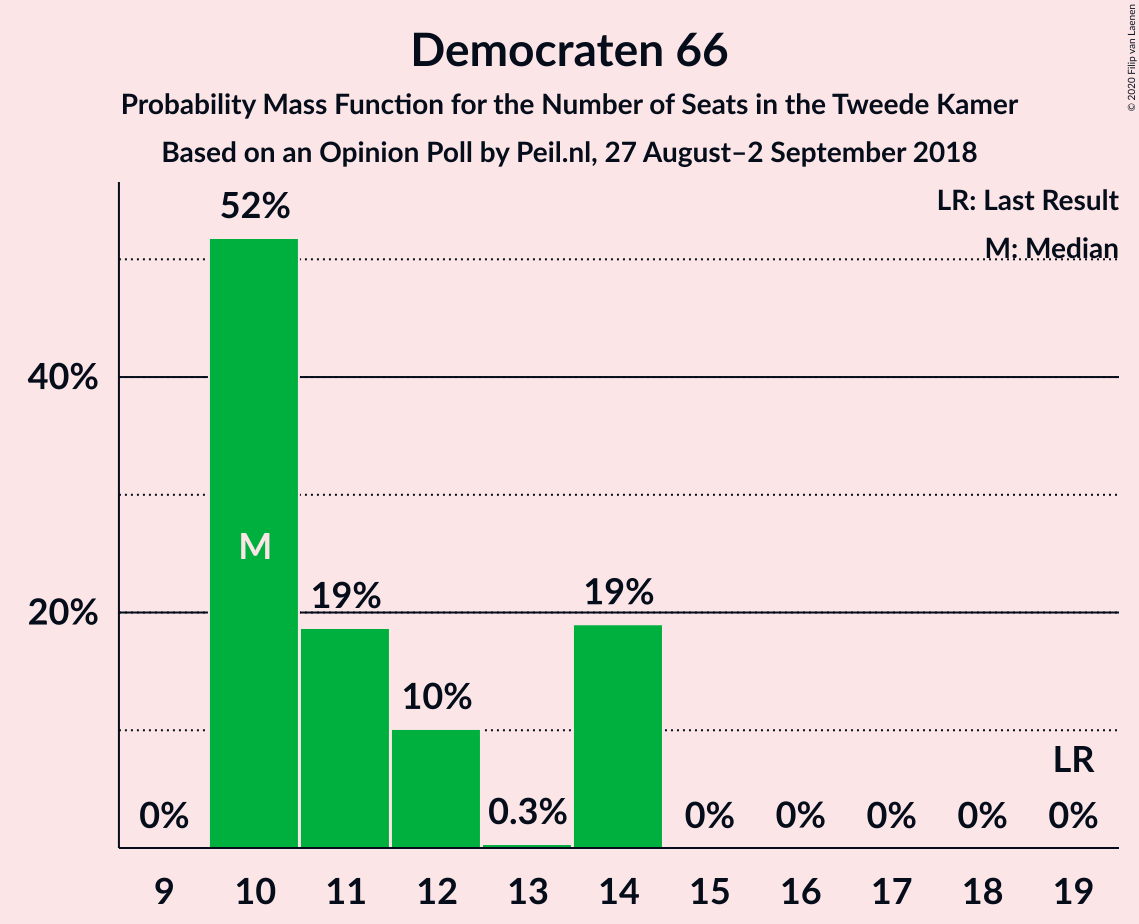 Democraten 66
Probability Mass Function for the Number of Seats in the Tweede Kamer
Based on an Opinion Poll by Peil.nl, 27 August–2 September 2018
© 2020 Filip van Laenen
LR: Last Result
M: Median
52%
40%
M
19%
19%
20%
10%
LR
0%
0.3%
0%
0%
0%
0%
0%
9 10 11 12 13 14 15 16 17 18 19